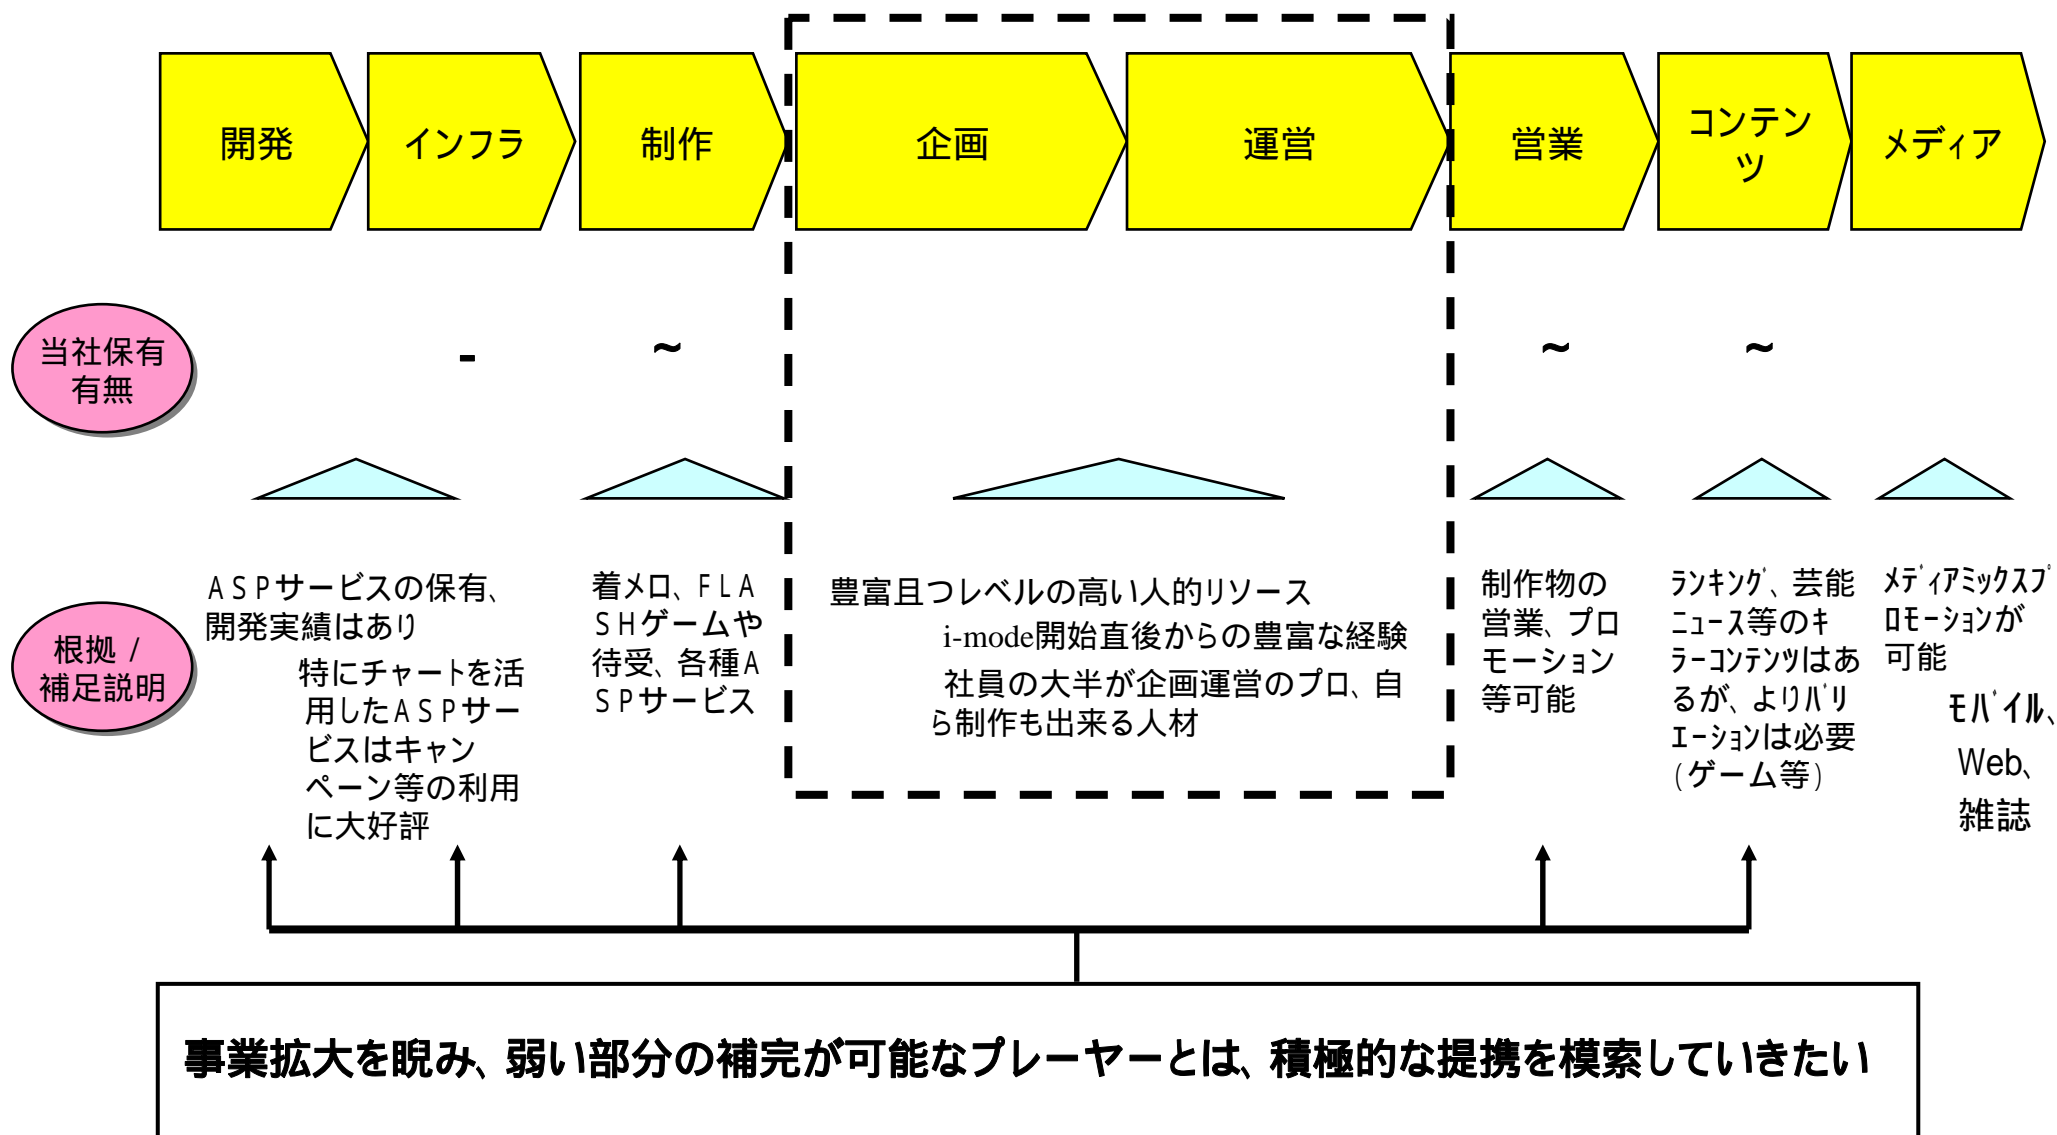 開発
インフラ
制作
企画
運営
営業
コンテン
ツ
メディア
当社保有
有無
-
~
~
~
根拠 /
補足説明
ASPサービスの保有、
開発実績はあり
特にチャートを活
用したASPサー
ビスはキャン
ペーン等の利用
に大好評
着メロ、FLA
SHゲームや
待受、各種A
SPサービス
豊富且つレベルの高い人的リソース
i-mode開始直後からの豊富な経験
社員の大半が企画運営のプロ、自
ら制作も出来る人材
制作物の
営業、プロ
モーション
等可能
ﾗﾝｷﾝｸﾞ、芸能
ﾆｭｰｽ等のキ
ﾗｰｺﾝﾃﾝﾂはあ
るが、よりﾊﾞﾘ
ｴｰｼｮﾝは必要
(ゲーム等)
ﾒﾃﾞｨｱﾐｯｸｽﾌﾟ
ﾛﾓｰｼｮﾝが
可能
ﾓﾊﾞｲﾙ、
Web、
雑誌
事業拡大を睨み、弱い部分の補完が可能なプレーヤーとは、積極的な提携を模索していきたい